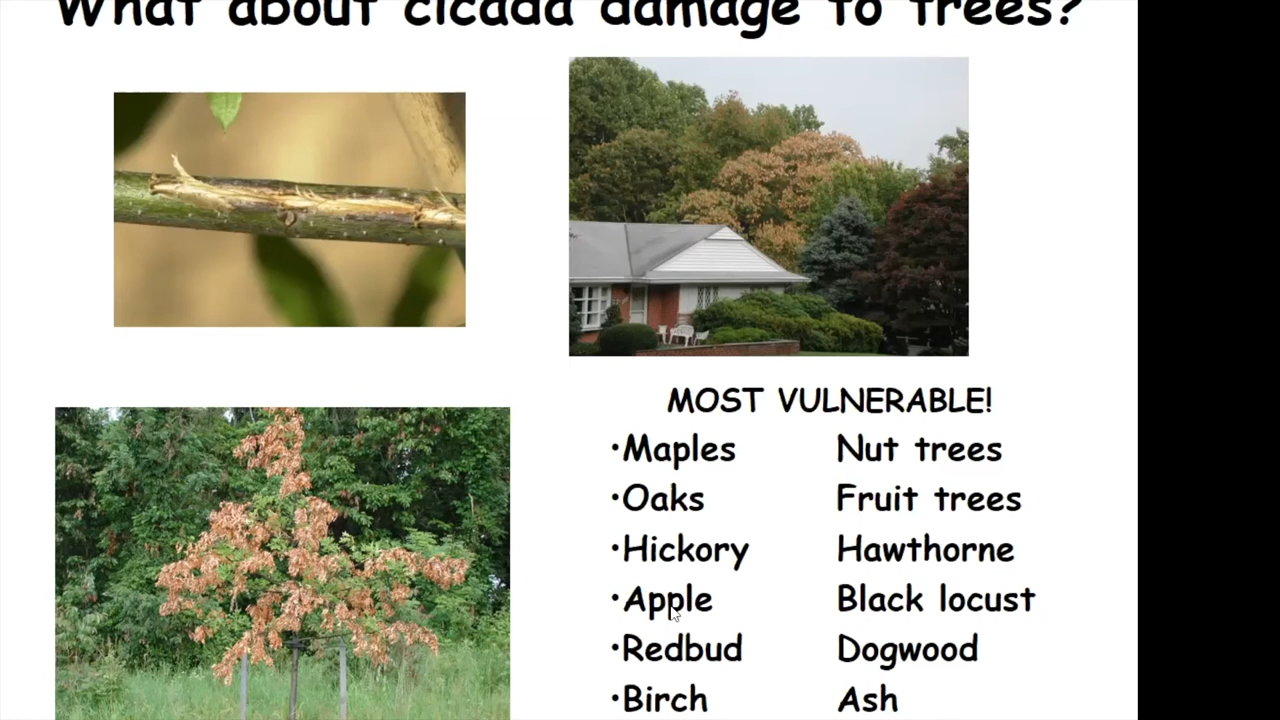 What about cicada damage to trees?
MOST VULNERABLE!
•Maples Nut trees
•Oaks Fruit trees
•Hickory Hawthorne
•Apple Black locust
•Redbud Dogwood
•Birch Ash